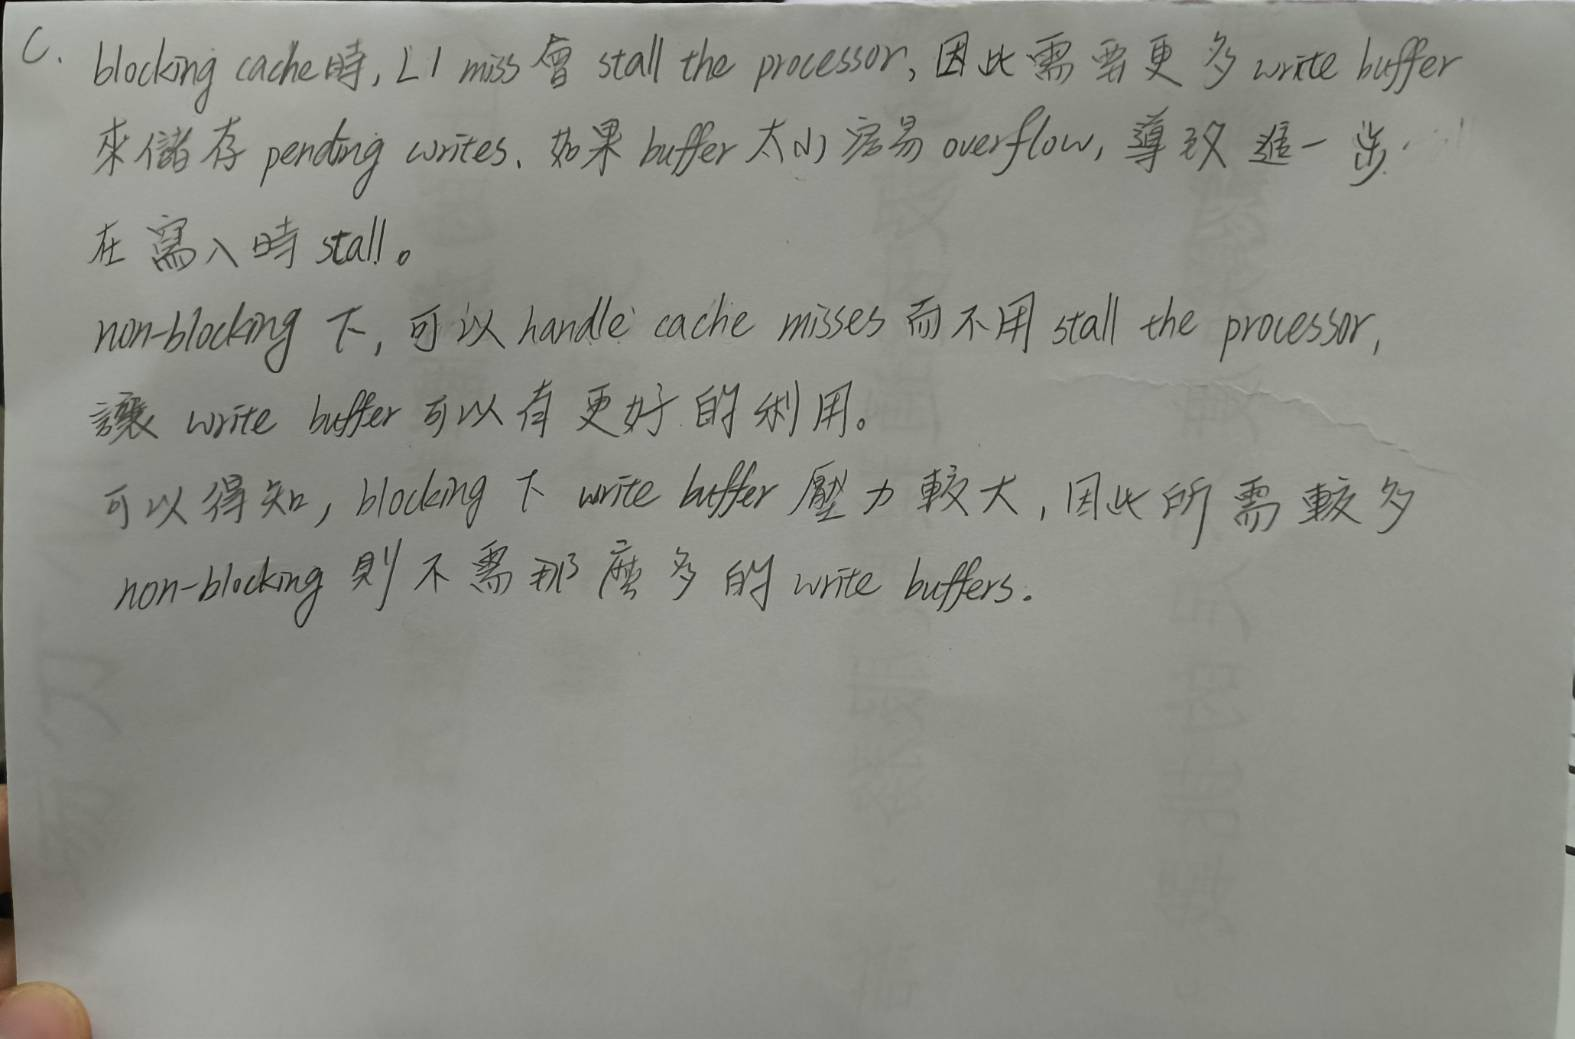 C. blocking cache時, L1 miss會 stall the processor, 因此需要更多 write buffer
來儲存 pending writes、如果 buffer 太小容易 overflow, 導致進一步
在寫入時 stall。
non-blocking 下, 可以 handle cache misses 而不用 stall the processor,
讓 write buffer 可以有更好的利用。
可以得知, blocking 下 write buffer 壓力較大, 因此所需較多
non-blocking 則不需那麼多的 write buffers.